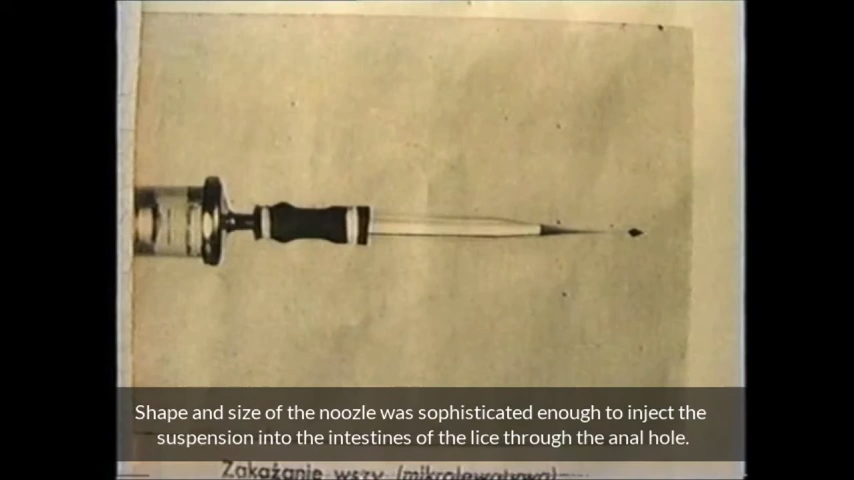 Shape and size of the noozle was sophisticated enough to inject the
suspension into the intestines of the lice through the anal hole.
Zakażanie wszy (mikrolewatywa)